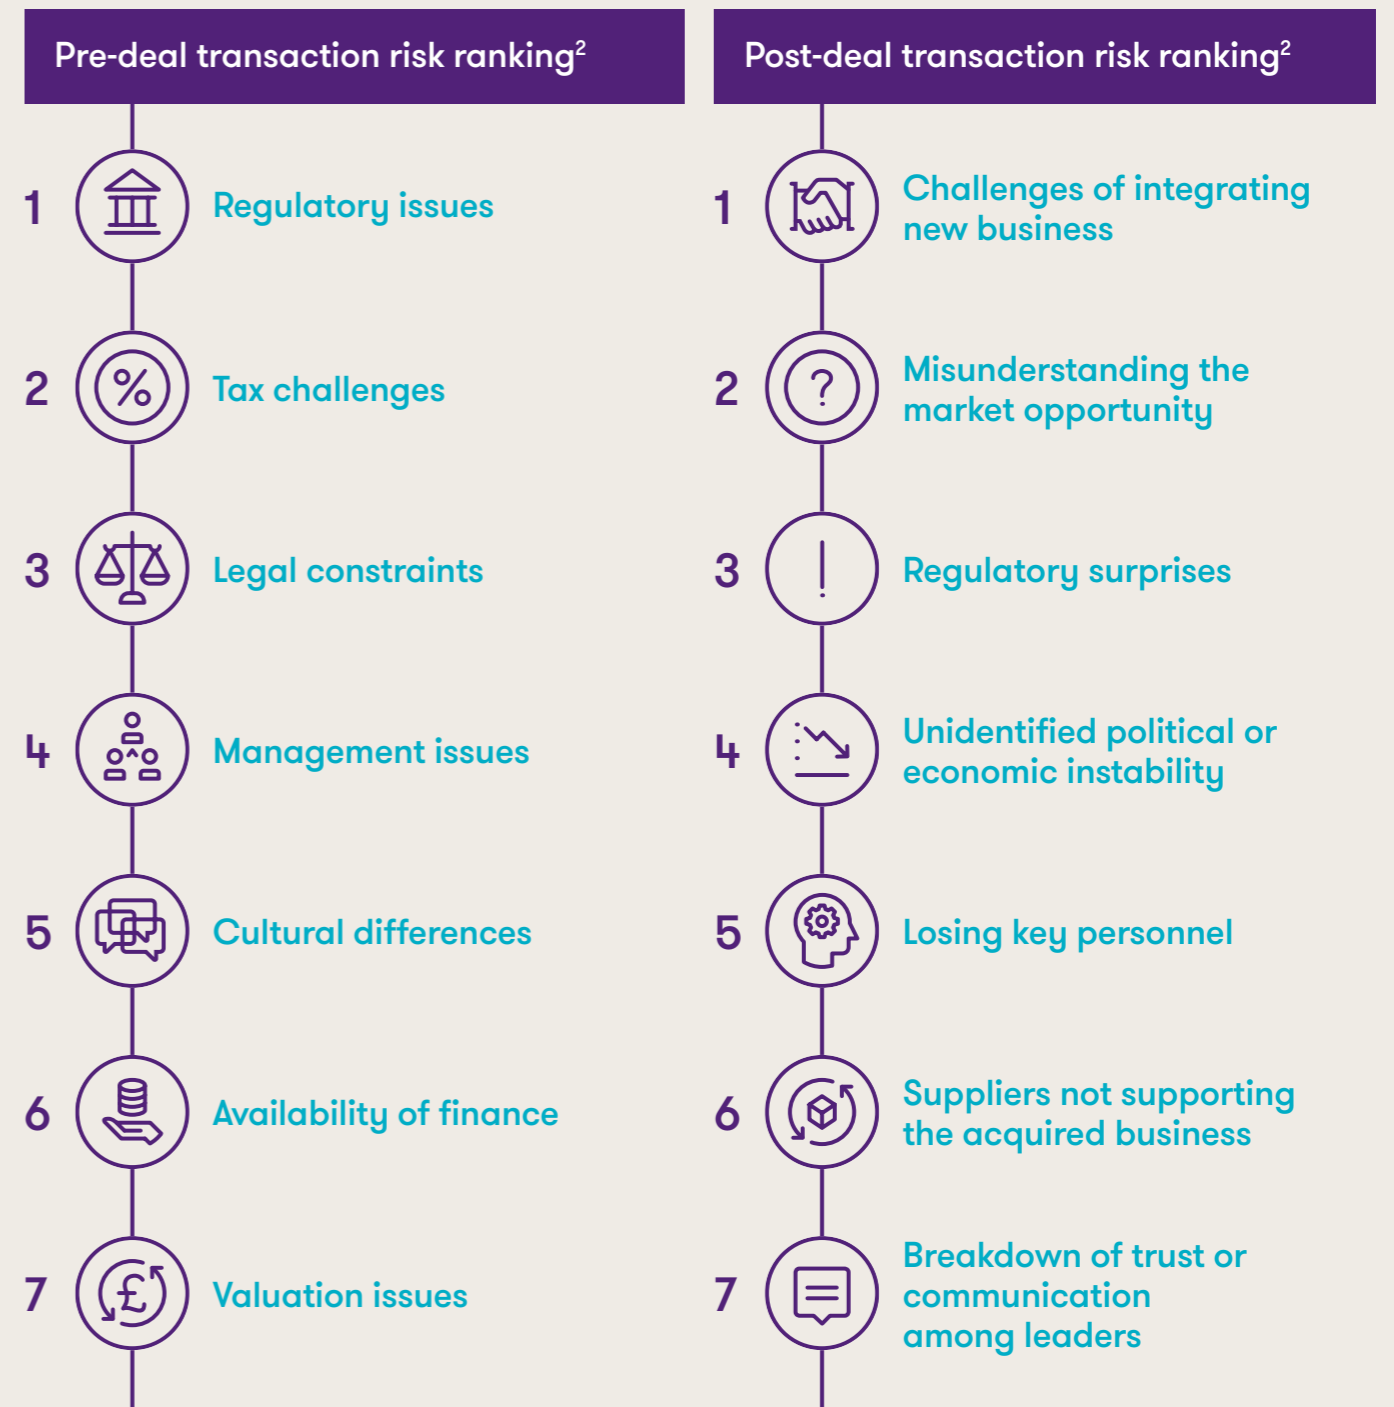 Pre-deal transaction risk ranking2
1
Regulatory issues
2
Tax challenges
3
Legal constraints
4
Management issues
5
Cultural differences
6
Availability of finance
7
£
Valuation issues
Post-deal transaction risk ranking2
1
Challenges of integrating
new business
2
?
Misunderstanding the
market opportunity
3
Regulatory surprises
4
Unidentified political or
economic instability
5
Losing key personnel
6
Suppliers not supporting
the acquired business
7
Breakdown of trust or
communication
among leaders